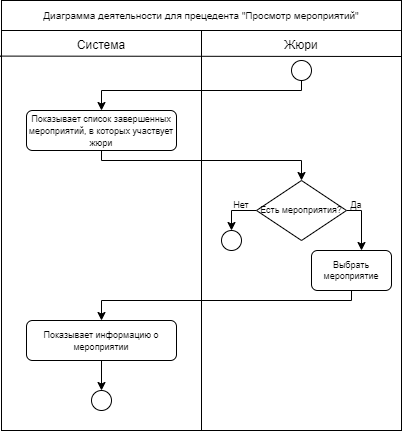 Диаграмма деятельности для прецедента "Просмотр мероприятий"
Система
Жюри
Показывает список завершенных
мероприятий, в которых участвует
жюри
Есть мероприятия?
Нет
Да
Выбрать
мероприятие
Показывает информацию о
мероприятии